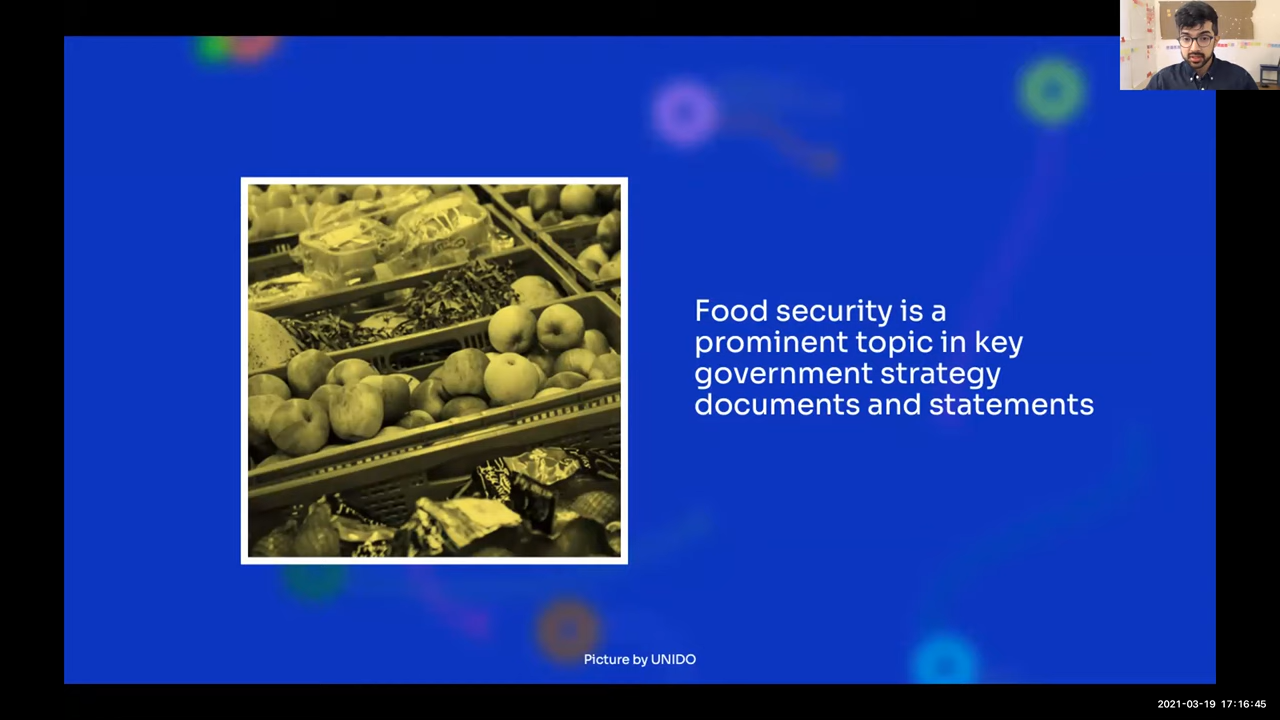 Food security is a
prominent topic in key
government strategy
documents and statements
Picture by UNIDO
2021-03-19 17:16:45